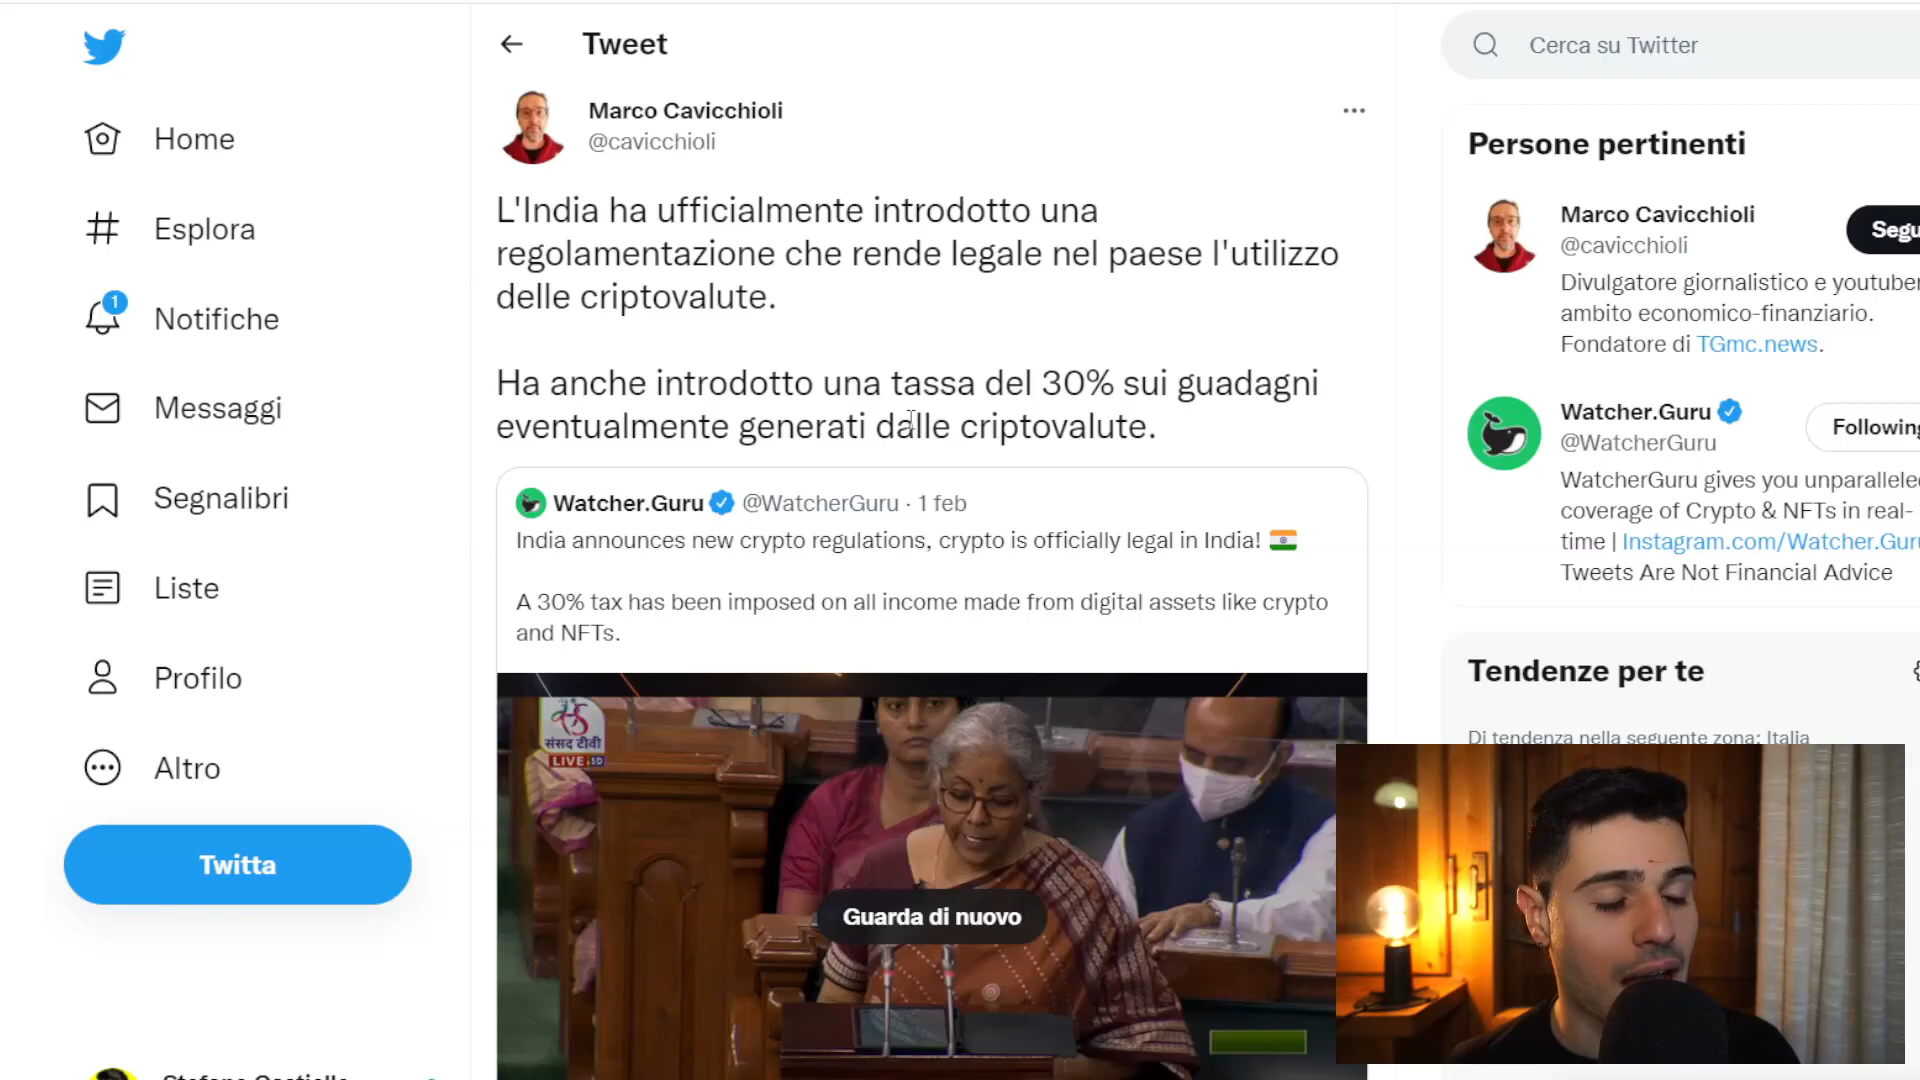 Home
Esplora
1
Notifiche
Messaggi
Segnalibri
Liste
Profilo
Altro
Twitta
Tweet
Marco Cavicchioli
@cavicchioli
L'India ha ufficialmente introdotto una
regolamentazione che rende legale nel paese l'utilizzo
delle criptovalute.
Ha anche introdotto una tassa del 30% sui guadagni
eventualmente generati dalle criptovalute.
Watcher.Guru @WatcherGuru · 1 feb
India announces new crypto regulations, crypto is officially legal in India! 🇮🇳
A 30% tax has been imposed on all income made from digital assets like crypto
and NFTs.
संसद टीवी
LIVE SD
Guarda di nuovo
Cerca su Twitter
Persone pertinenti
Marco Cavicchioli
Segu
@cavicchioli
Divulgatore giornalistico e youtuber
ambito economico-finanziario.
Fondatore di TGmc.news.
Watcher.Guru
Following
@WatcherGuru
WatcherGuru gives you unparallele
coverage of Crypto & NFTs in real-
time | Instagram.com/Watcher.Guru
Tweets Are Not Financial Advice
Tendenze per te
Di tendenza nella seguente zona: Italia